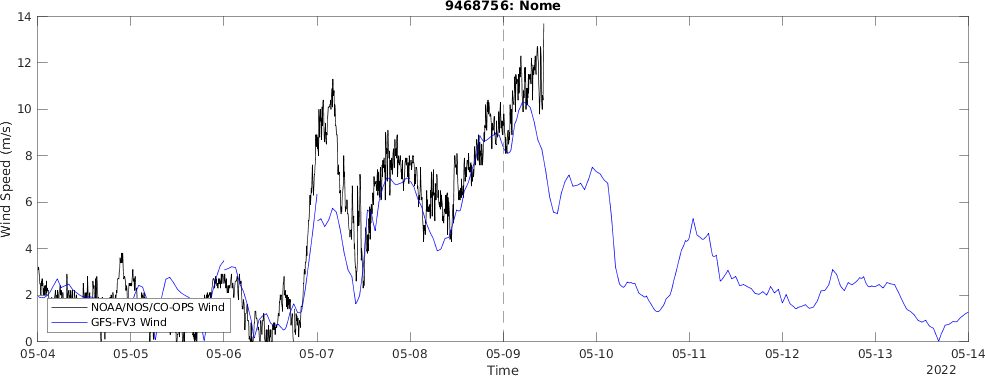 9468756: Nome
14
12
10
8
6
4
2
0
Wind Speed (m/s)
NOAA/NOS/CO-OPS Wind
GFS-FV3 Wind
05-04 05-05 05-06 05-07 05-08 05-09 05-10 05-11 05-12 05-13 05-14
Time
2022